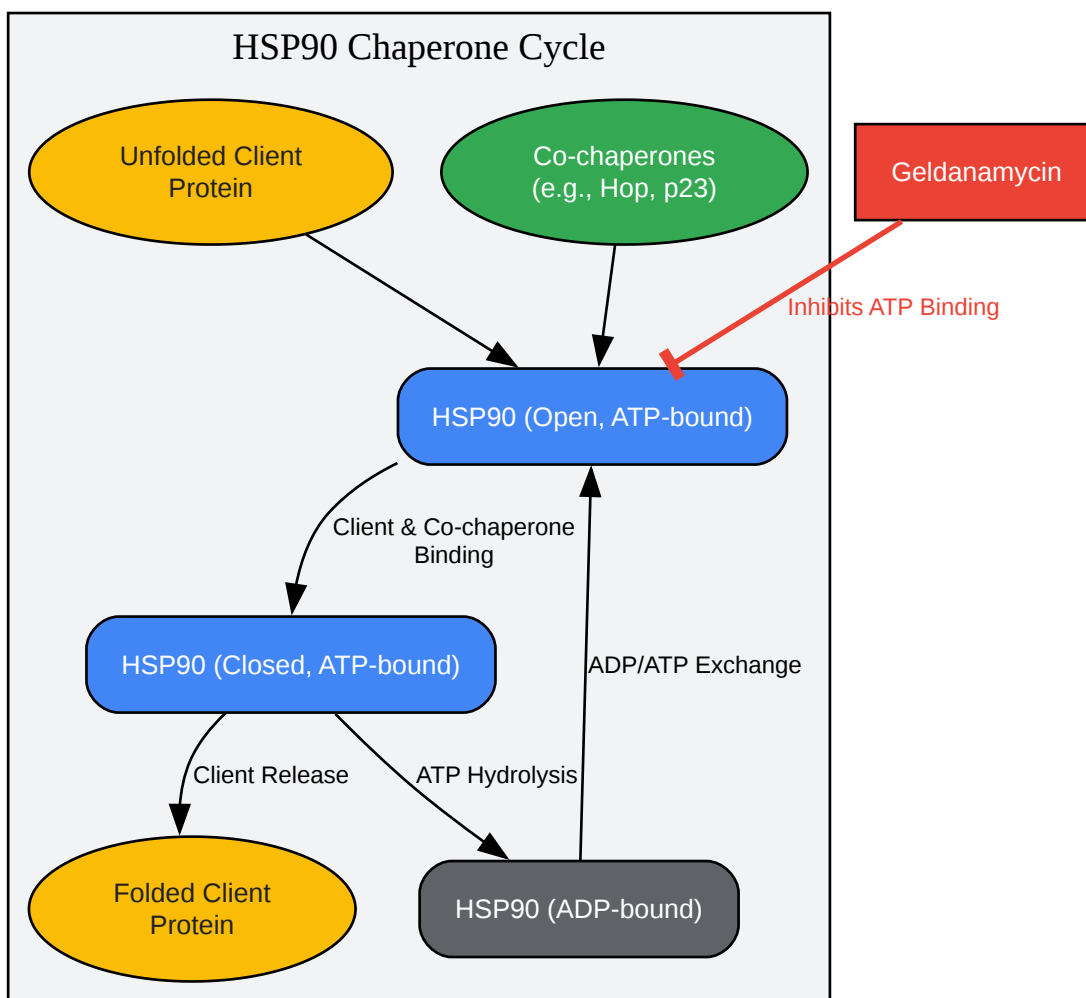 HSP90 Chaperone Cycle
Unfolded Client
Protein
Co-chaperones
(e.g., Hop, p23)
Geldanamycin
Inhibits ATP Binding
HSP90 (Open, ATP-bound)
Client & Co-chaperone
Binding
HSP90 (Closed, ATP-bound)
ADP/ATP Exchange
Client Release
ATP Hydrolysis
Folded Client
Protein
HSP90 (ADP-bound)